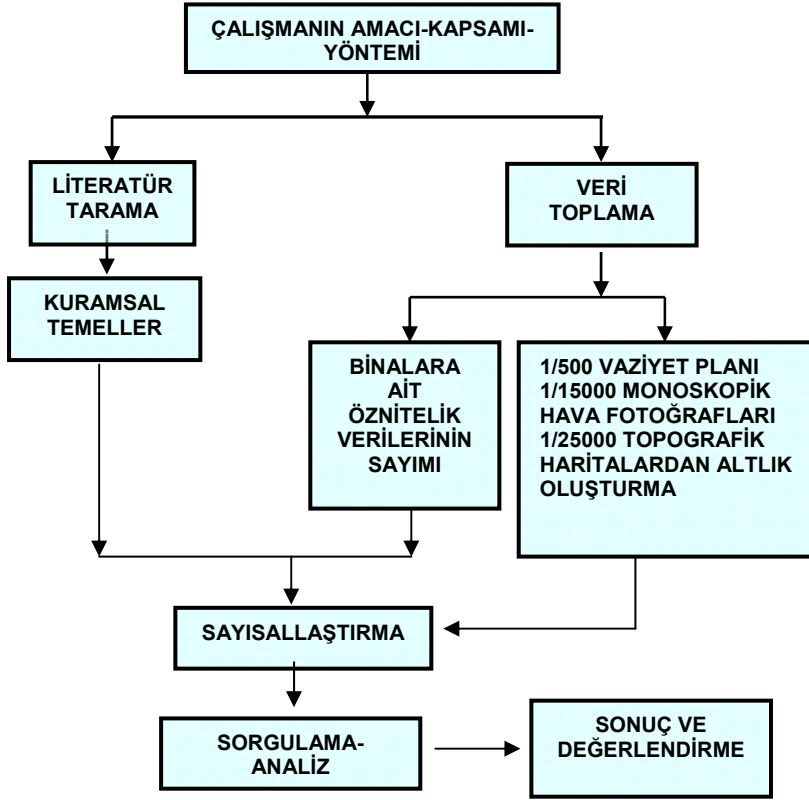 ÇALIŞMANIN AMACI-KAPSAMI-
YÖNTEMİ
LİTERATÜR
TARAMA
VERİ
TOPLAMA
KURAMSAL
TEMELLER
BİNALARA
AİT
ÖZNİTELİK
VERİLERİNİN
SAYIMI
1/500 VAZİYET PLANI
1/15000 MONOSKOPİK
HAVA FOTOĞRAFLARI
1/25000 TOPOGRAFİK
HARİTALARDAN ALTLIK
OLUŞTURMA
SAYISALLAŞTIRMA
SORGULAMA-
ANALİZ
SONUÇ VE
DEĞERLENDİRME